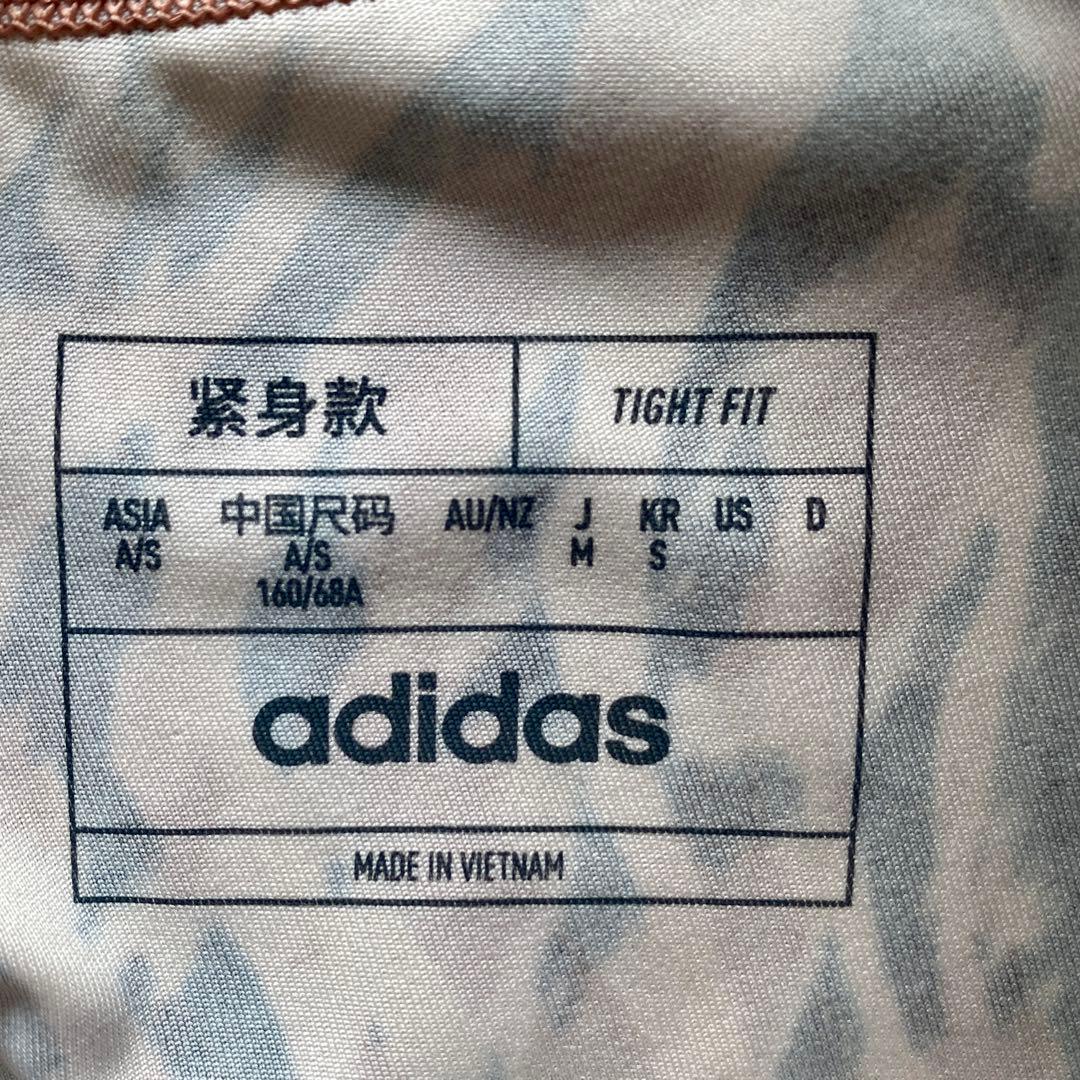 紧身款 TIGHT FIT
ASIA 中国尺码 AU/NZ J KR US D
A/S A/S M S
160/68A
adidas
MADE IN VIETNAM